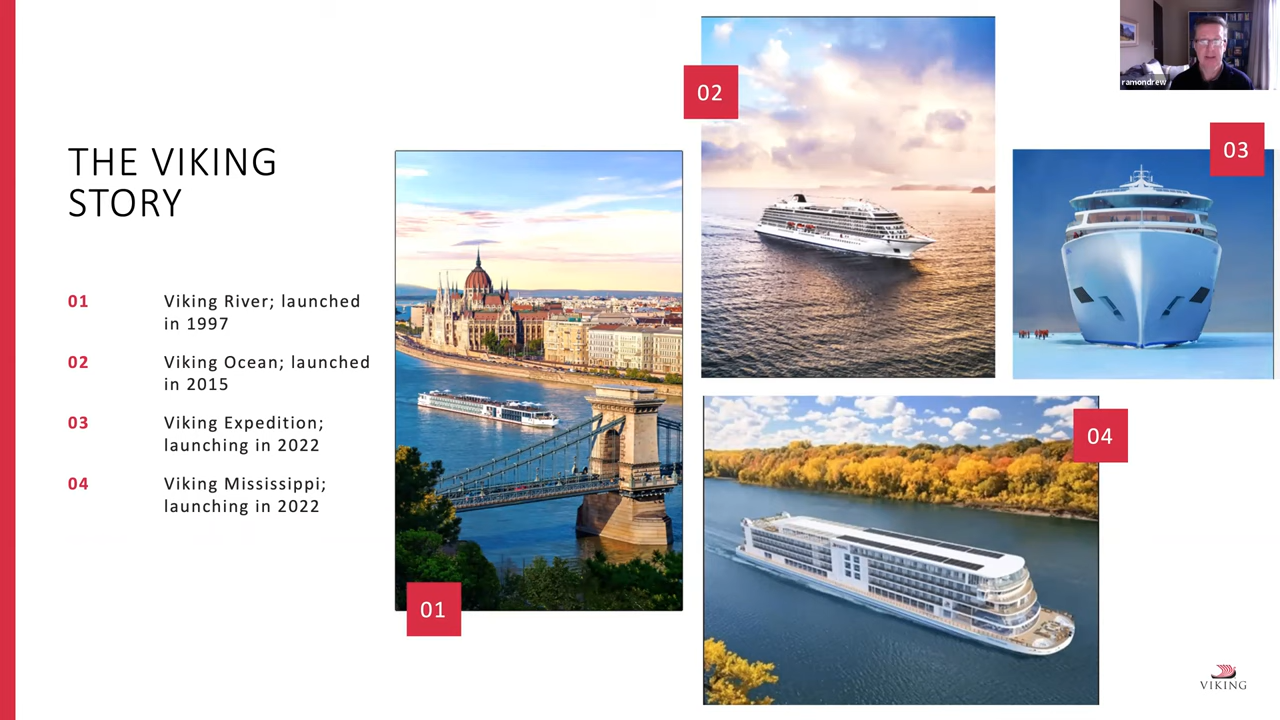 THE VIKING
STORY
01 Viking River; launched
in 1997
02 Viking Ocean; launched
in 2015
03 Viking Expedition;
launching in 2022
04 Viking Mississippi;
launching in 2022
01
02
03
04
ramondrew
VIKING